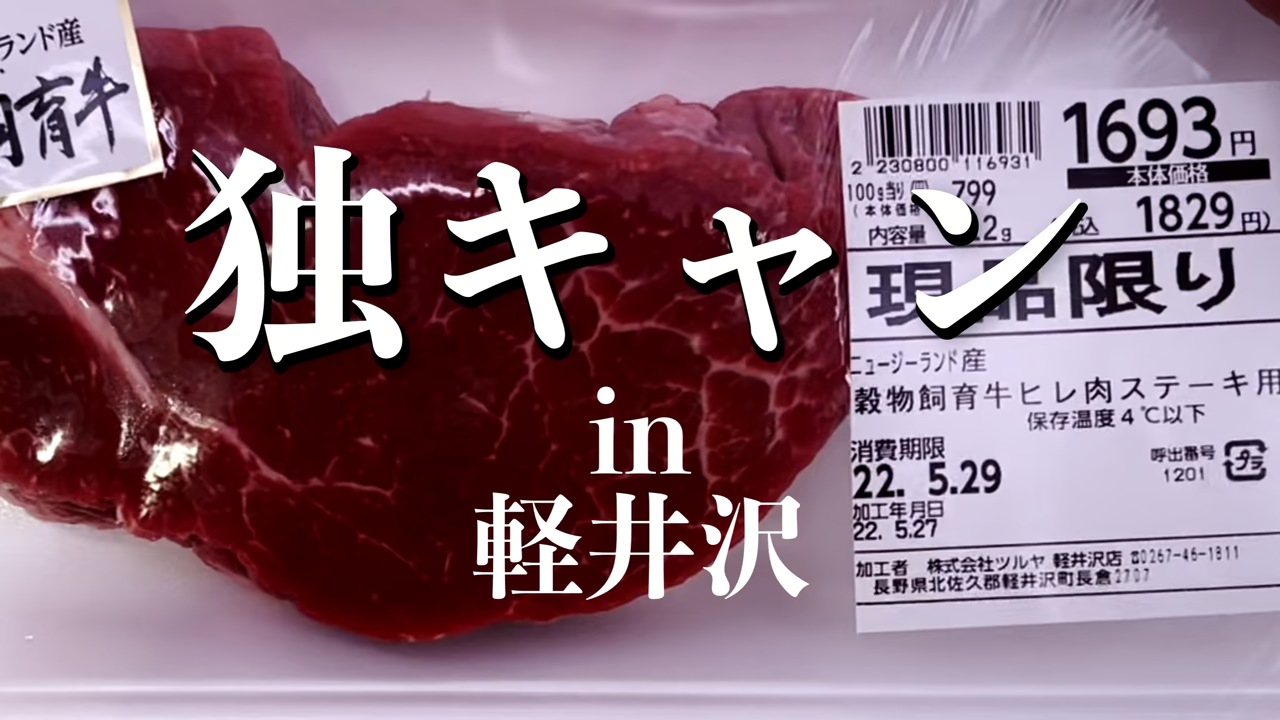 ランド産
育牛
独キャン
in
軽井沢
2 230800 116931
1693円
本体価格
100g当り 799
(本体価格
1829円)
内容量 2g
現品限り
ニュージーランド産
穀物飼育牛ヒレ肉ステーキ用
保存温度4℃以下
消費期限
22. 5.29
呼出番号
1201
プラ
加工年月日
22. 5.27
加工者 株式会社ツルヤ 軽井沢店 ☎0267-46-1811
長野県北佐久郡軽井沢町長倉2707